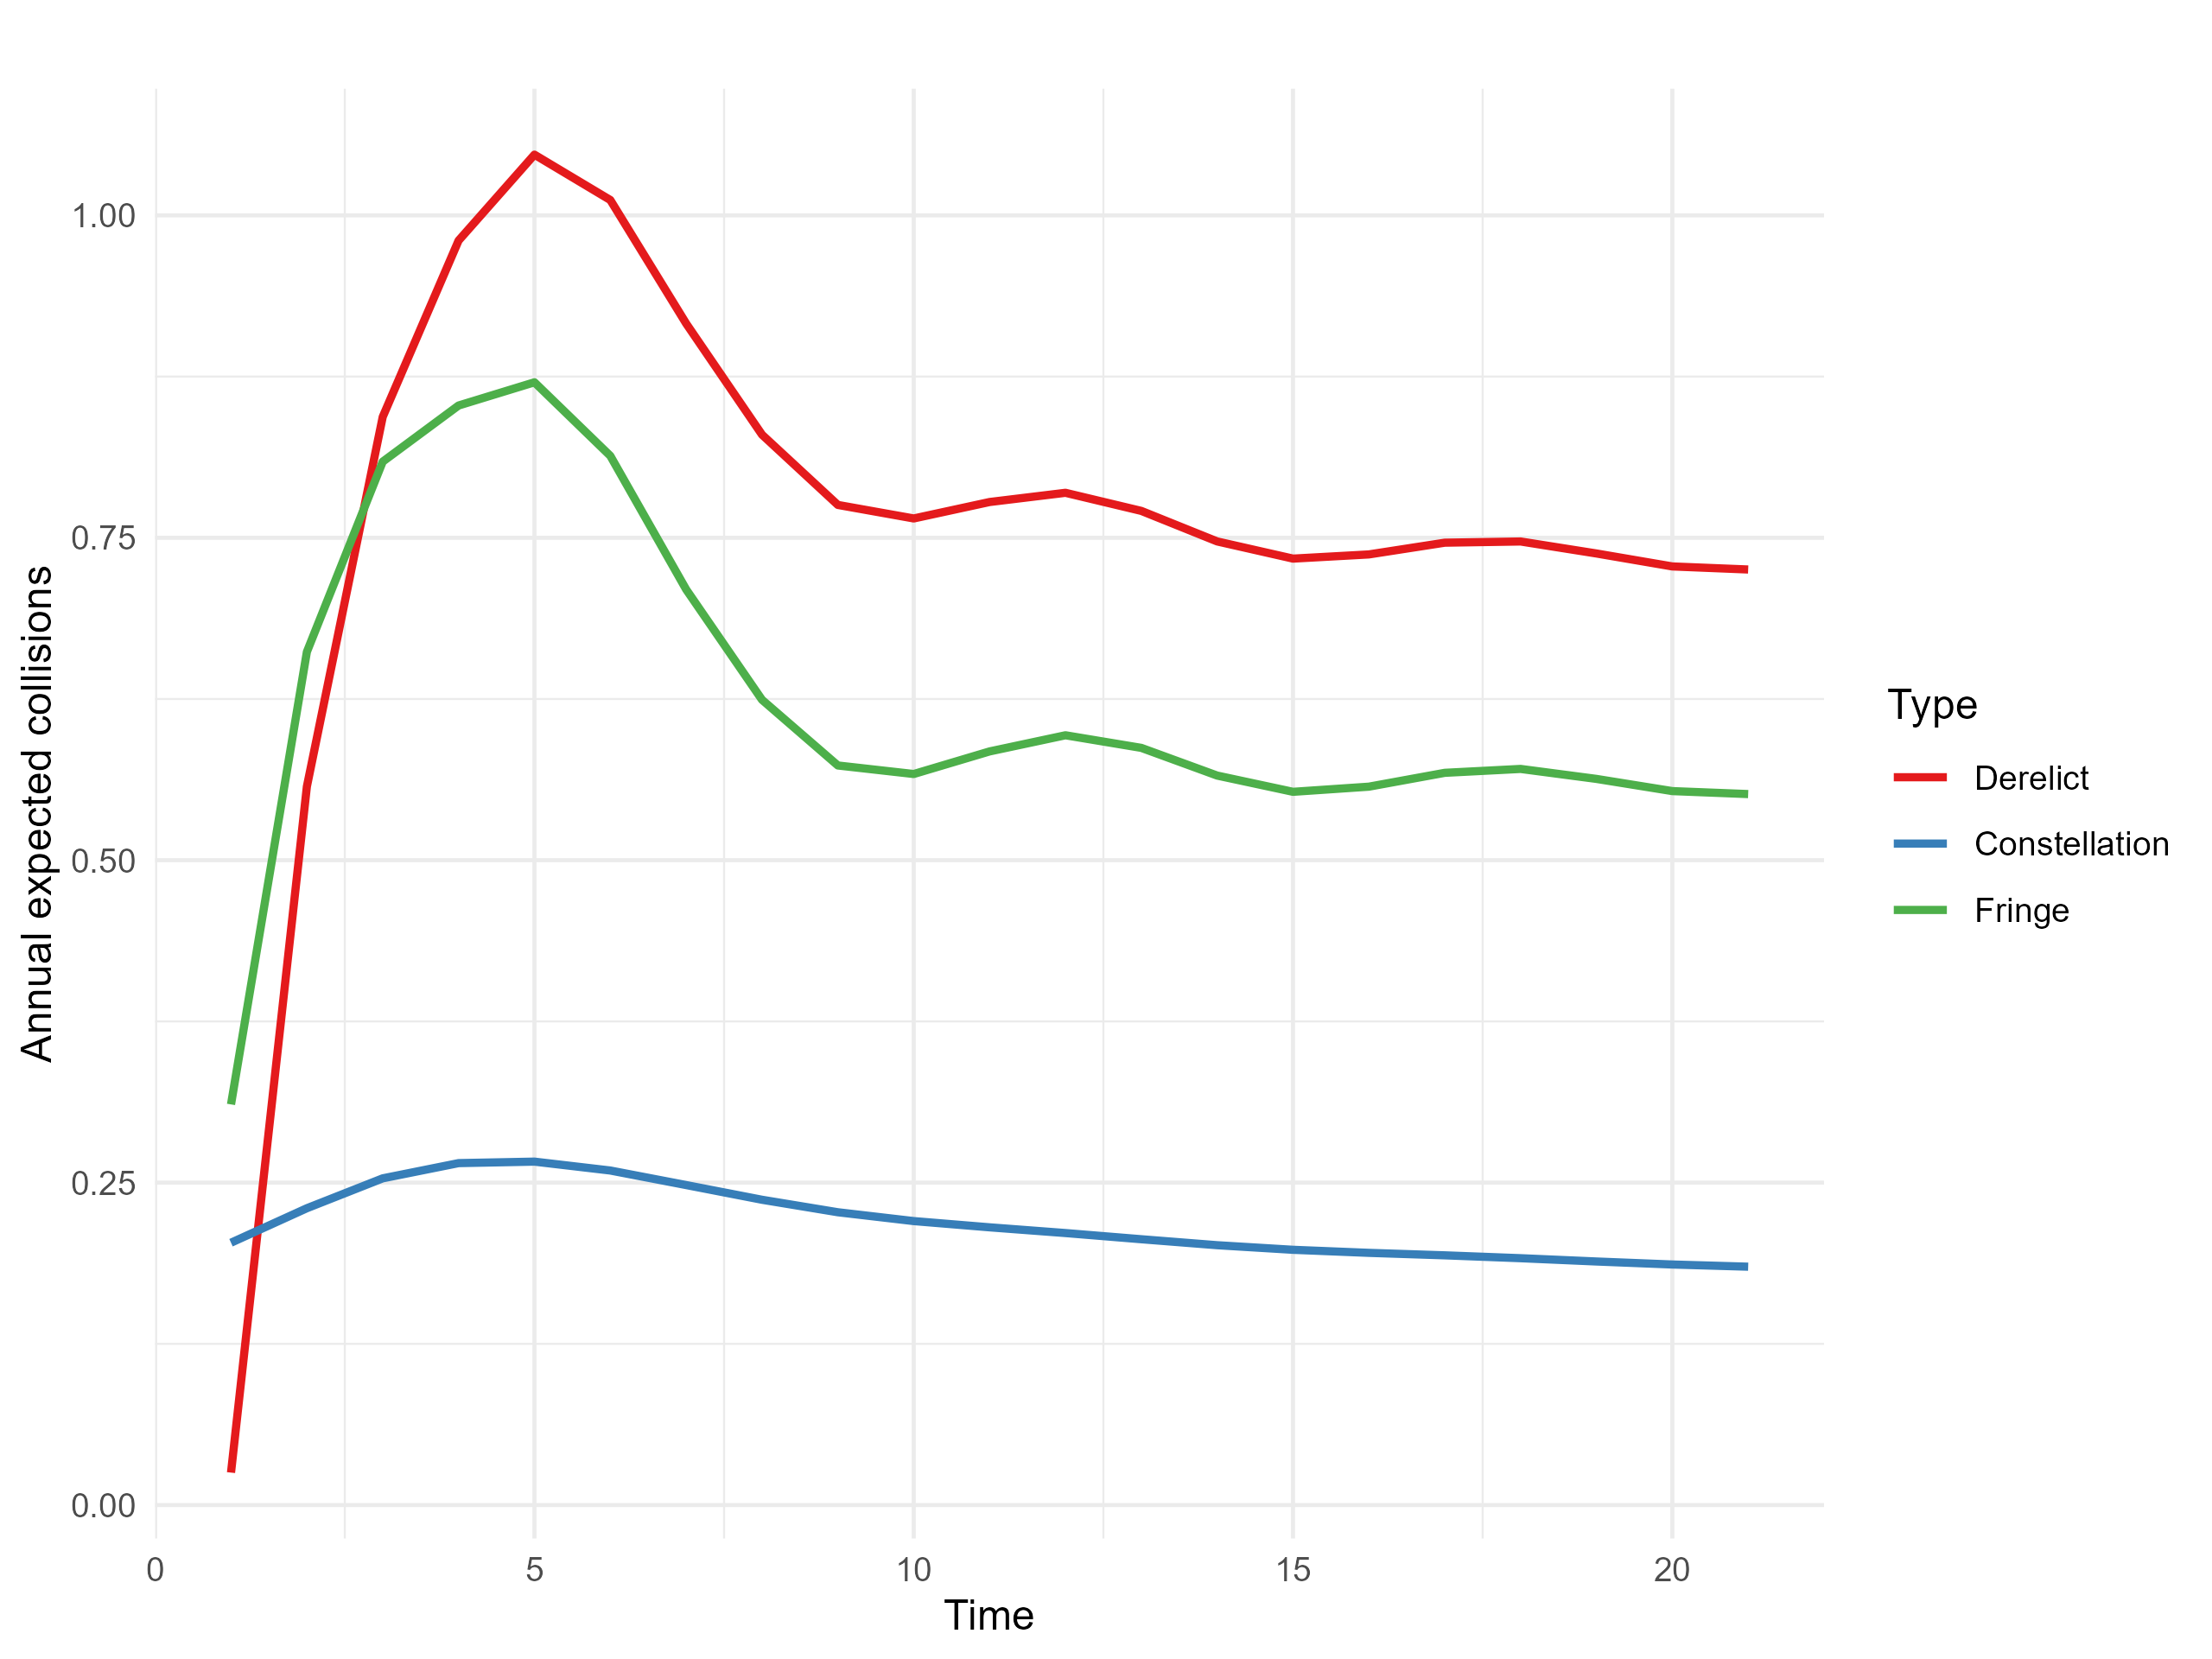 1.00
0.75
0.50
0.25
0.00
Annual expected collisions
0
5
10
15
20
Time
Type
Derelict
Constellation
Fringe